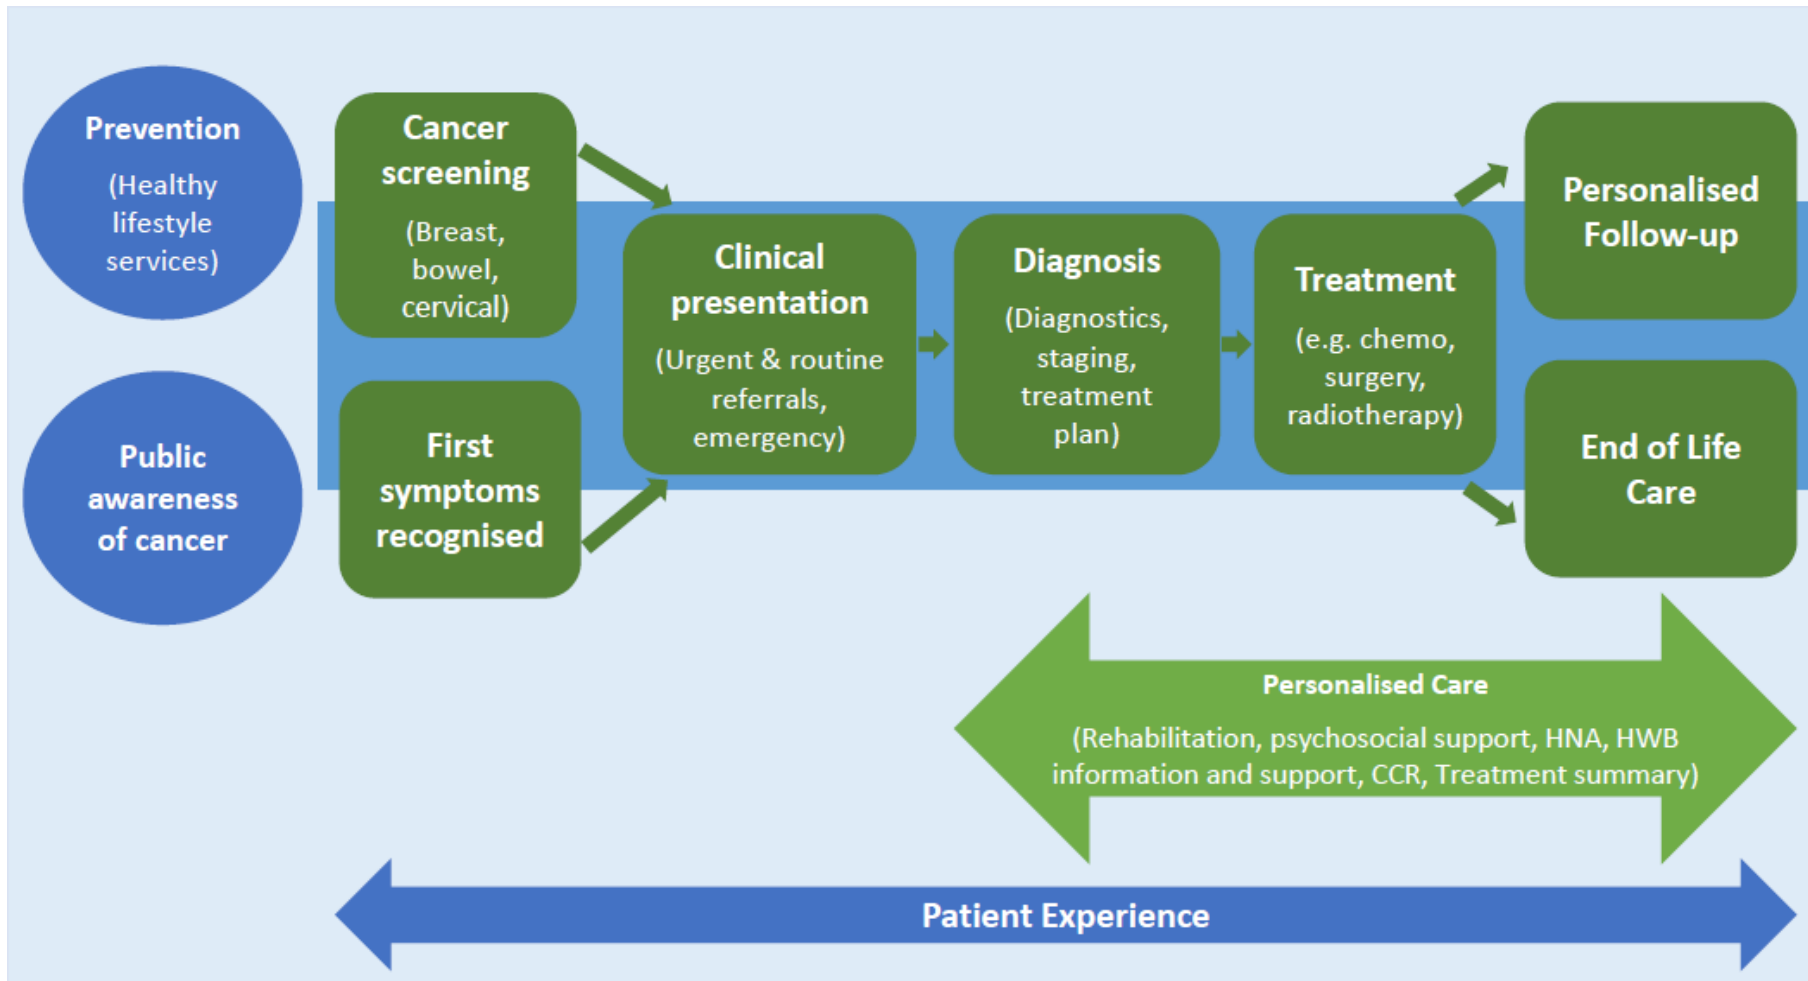 Prevention
(Healthy
lifestyle
services)
Public
awareness
of cancer
Cancer
screening
(Breast,
bowel,
cervical)
First
symptoms
recognised
Clinical
presentation
(Urgent & routine
referrals,
emergency)
Diagnosis
(Diagnostics,
staging,
treatment
plan)
Treatment
(e.g. chemo,
surgery,
radiotherapy)
Personalised
Follow-up
End of Life
Care
Personalised Care
(Rehabilitation, psychosocial support, HNA, HWB
information and support, CCR, Treatment summary)
Patient Experience